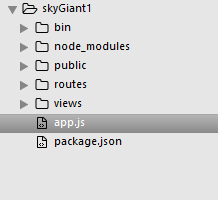 skyGiant1
bin
node_modules
public
routes
views
app.js
package.json